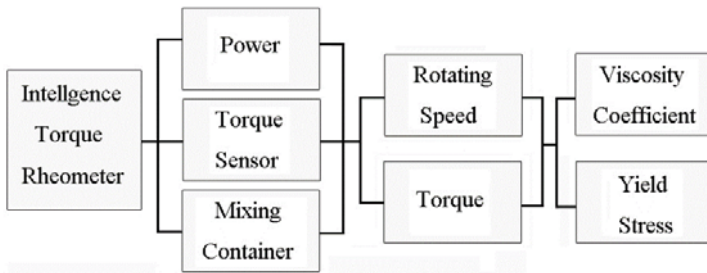 Intellgence
Torque
Rheometer
Power
Torque
Sensor
Mixing
Container
Rotating
Speed
Torque
Viscosity
Coefficient
Yield
Stress